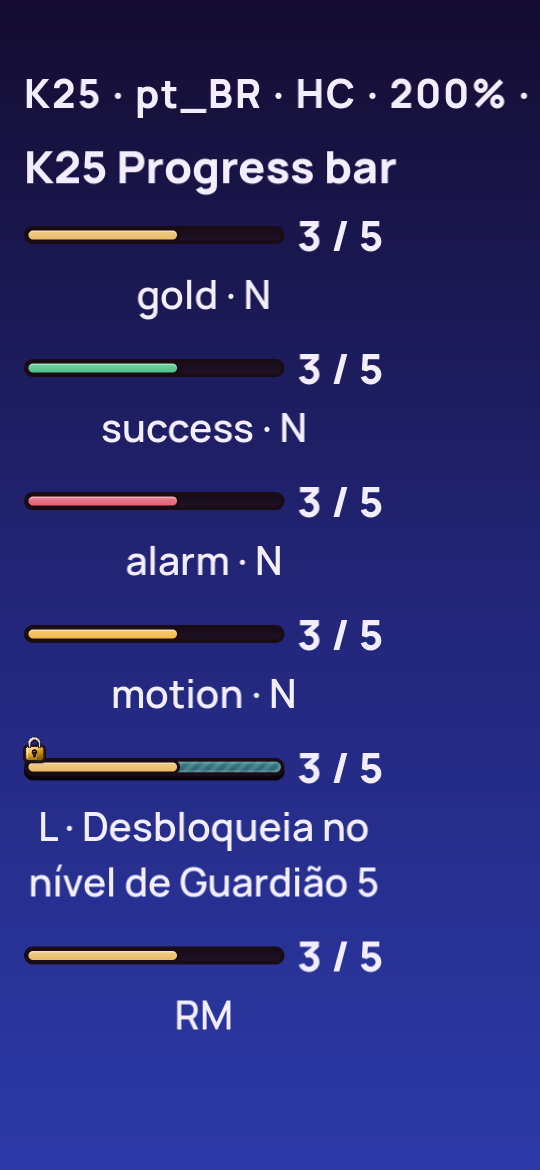 K25 · pt_BR · HC · 200% ·
K25 Progress bar
3 / 5
gold · N
3 / 5
success · N
3 / 5
alarm · N
3 / 5
motion · N
3 / 5
L · Desbloqueia no
nível de Guardião 5
3 / 5
RM